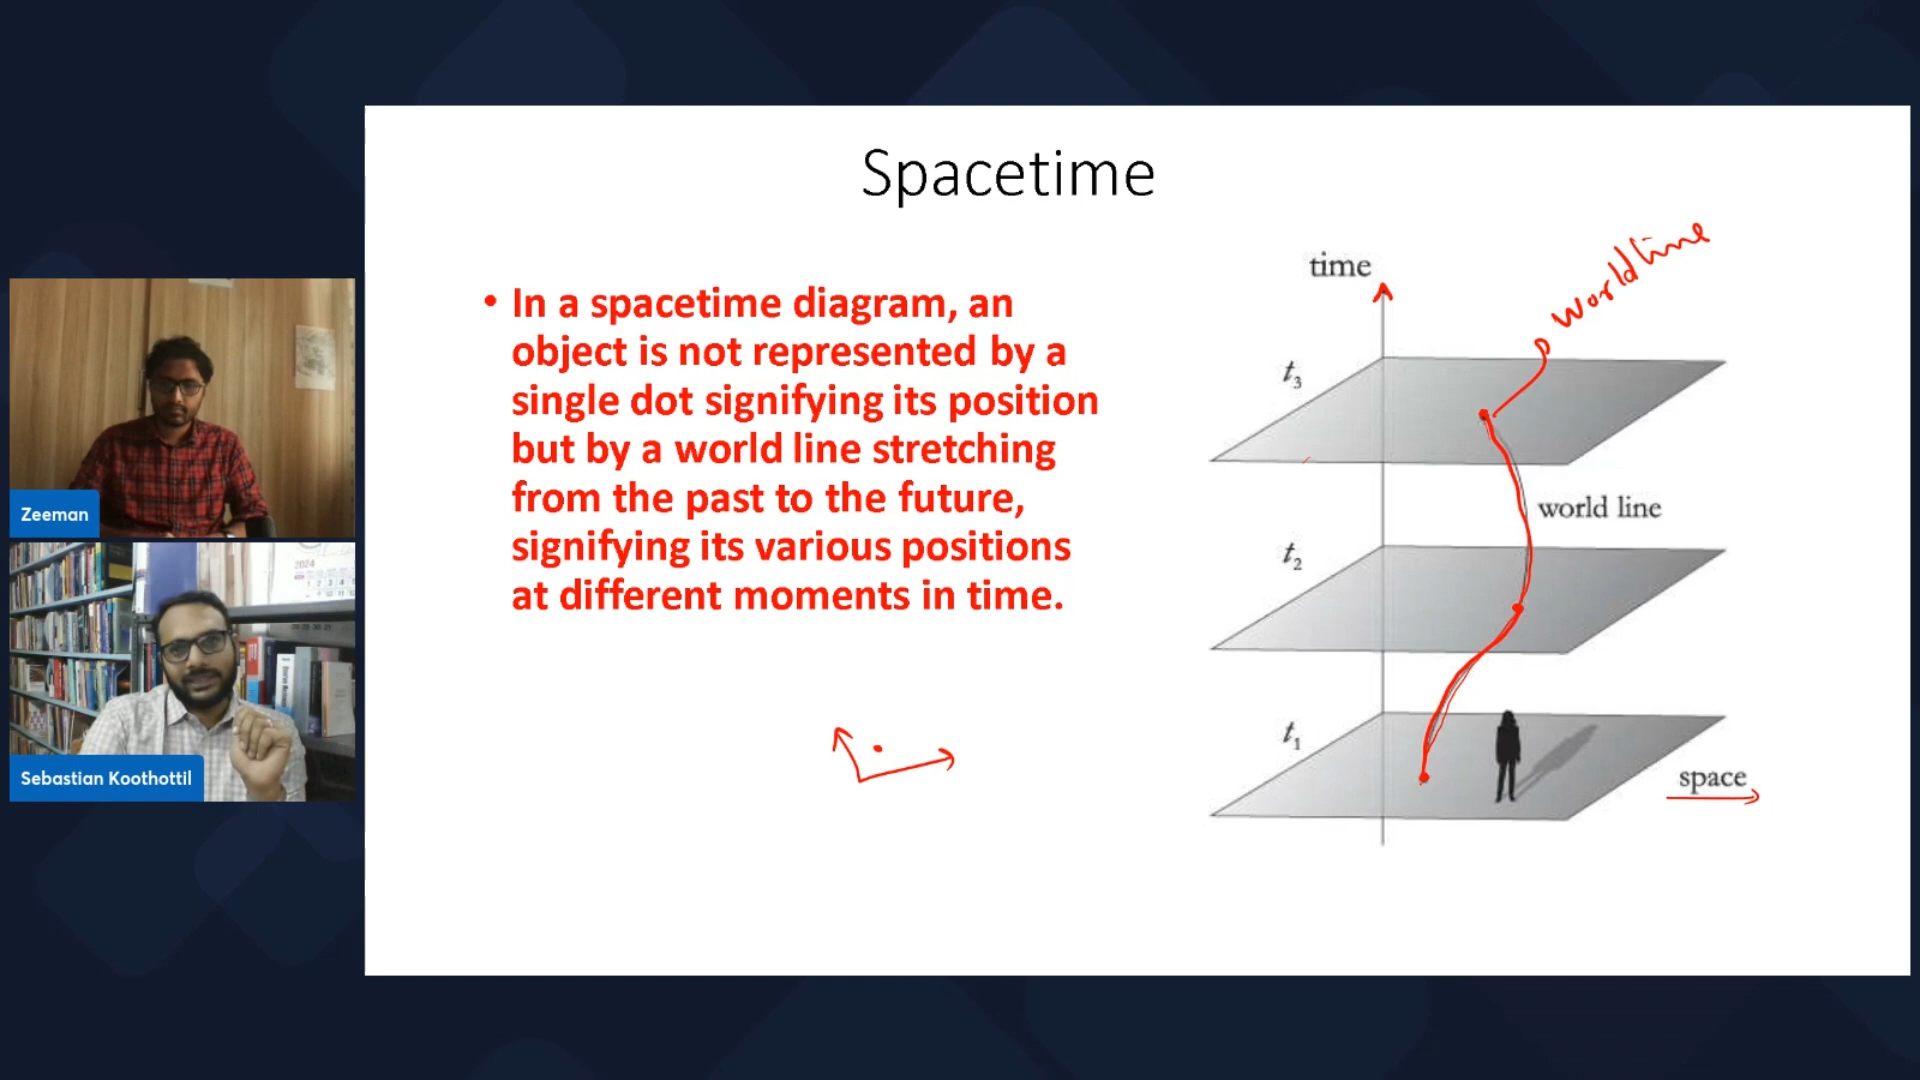 Spacetime
• In a spacetime diagram, an
object is not represented by a
single dot signifying its position
but by a world line stretching
from the past to the future,
signifying its various positions
at different moments in time.
time
Worldline
t3
world line
t2
t1
space
Zeeman
2024
Sebastian Koothottil